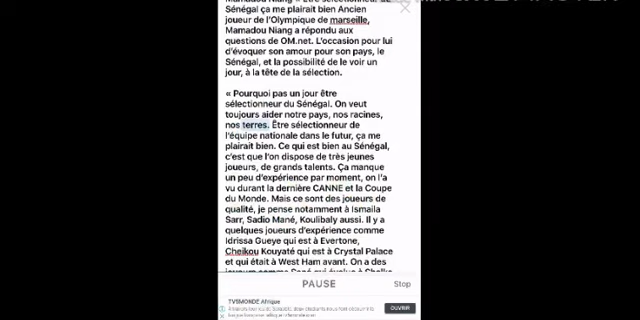 Sénégal ça me plairait bien Ancien
joueur de l'Olympique de marseille,
Mamadou Niang a répondu aux
questions de OM.net. L'occasion pour lui
d'évoquer son amour pour son pays, le
Sénégal, et la possibilité de le voir un
jour, à la tête de la sélection.
« Pourquoi pas un jour être
sélectionneur du Sénégal. On veut
toujours aider notre pays, nos racines,
nos terres. Être sélectionneur de
l'équipe nationale dans le futur, ça me
plairait bien. Ce qui est bien au Sénégal,
c'est que l'on dispose de très jeunes
joueurs, de grands talents. Ça manque
un peu d'expérience par moment, on l'a
vu durant la dernière CANNE et la Coupe
du Monde. Mais ce sont des joueurs de
qualité, je pense notamment à Ismaila
Sarr, Sadio Mané, Koulibaly aussi. Il y a
quelques joueurs d'expérience comme
Idrissa Gueye qui est à Evertone,
Cheikou Kouyaté qui est à Crystal Palace
et qui était à West Ham avant. On a des
PAUSE
Stop
TV5MONDE Afrique
OUVRIR